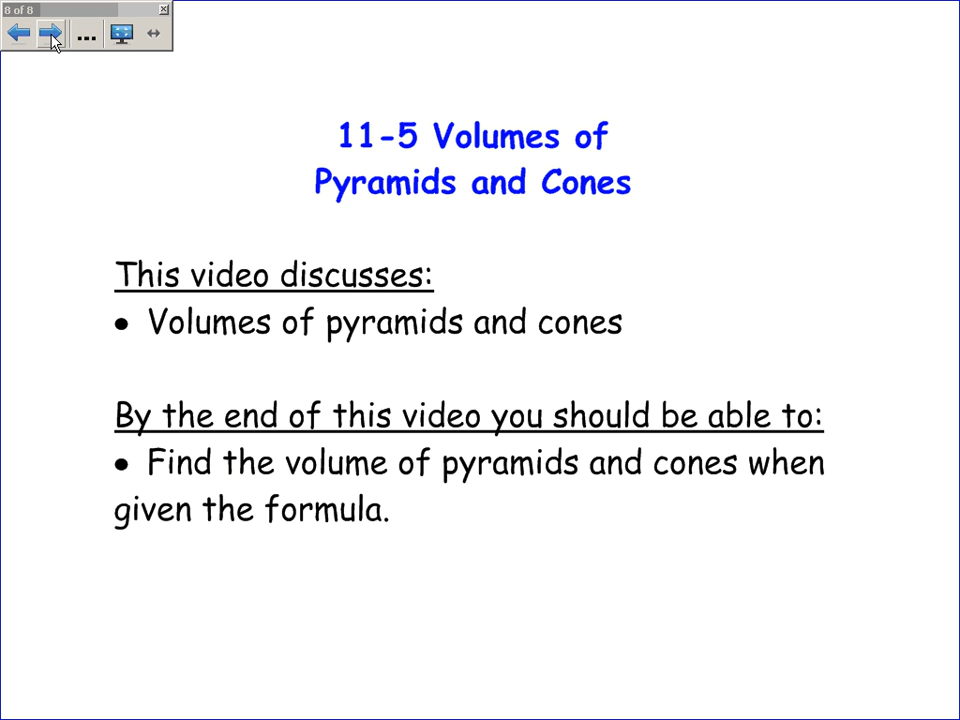 8 of 8
...
11-5 Volumes of
Pyramids and Cones
This video discusses:
• Volumes of pyramids and cones
By the end of this video you should be able to:
• Find the volume of pyramids and cones when
given the formula.